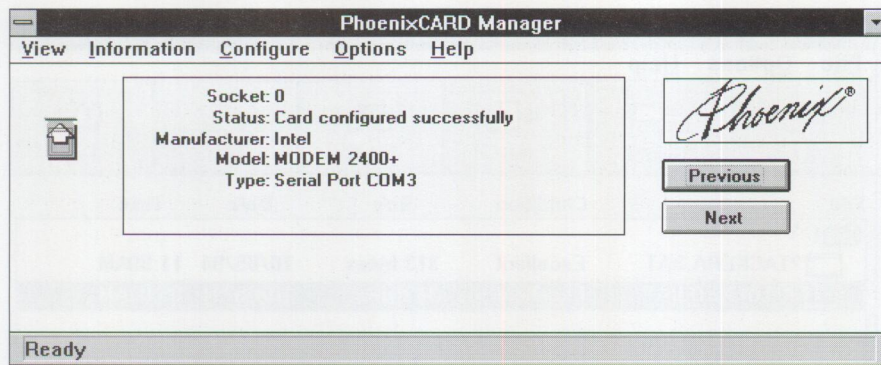 PhoenixCARD Manager
View Information Configure Options Help
Socket: 0
Status: Card configured successfully
Manufacturer: Intel
Model: MODEM 2400+
Type: Serial Port COM3
Phoenix®
Previous
Next
Ready